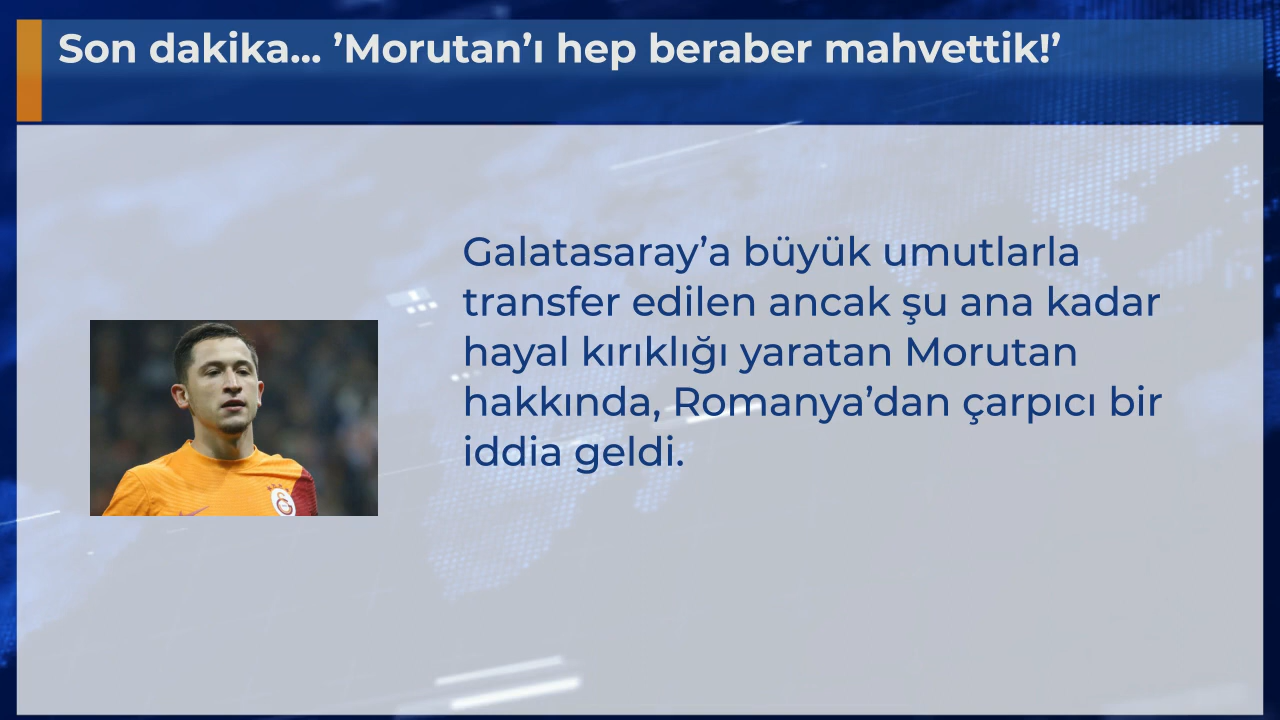 Son dakika... ’Morutan’ı hep beraber mahvettik!’
Galatasaray’a büyük umutlarla
transfer edilen ancak şu ana kadar
hayal kırıklığı yaratan Morutan
hakkında, Romanya’dan çarpıcı bir
iddia geldi.